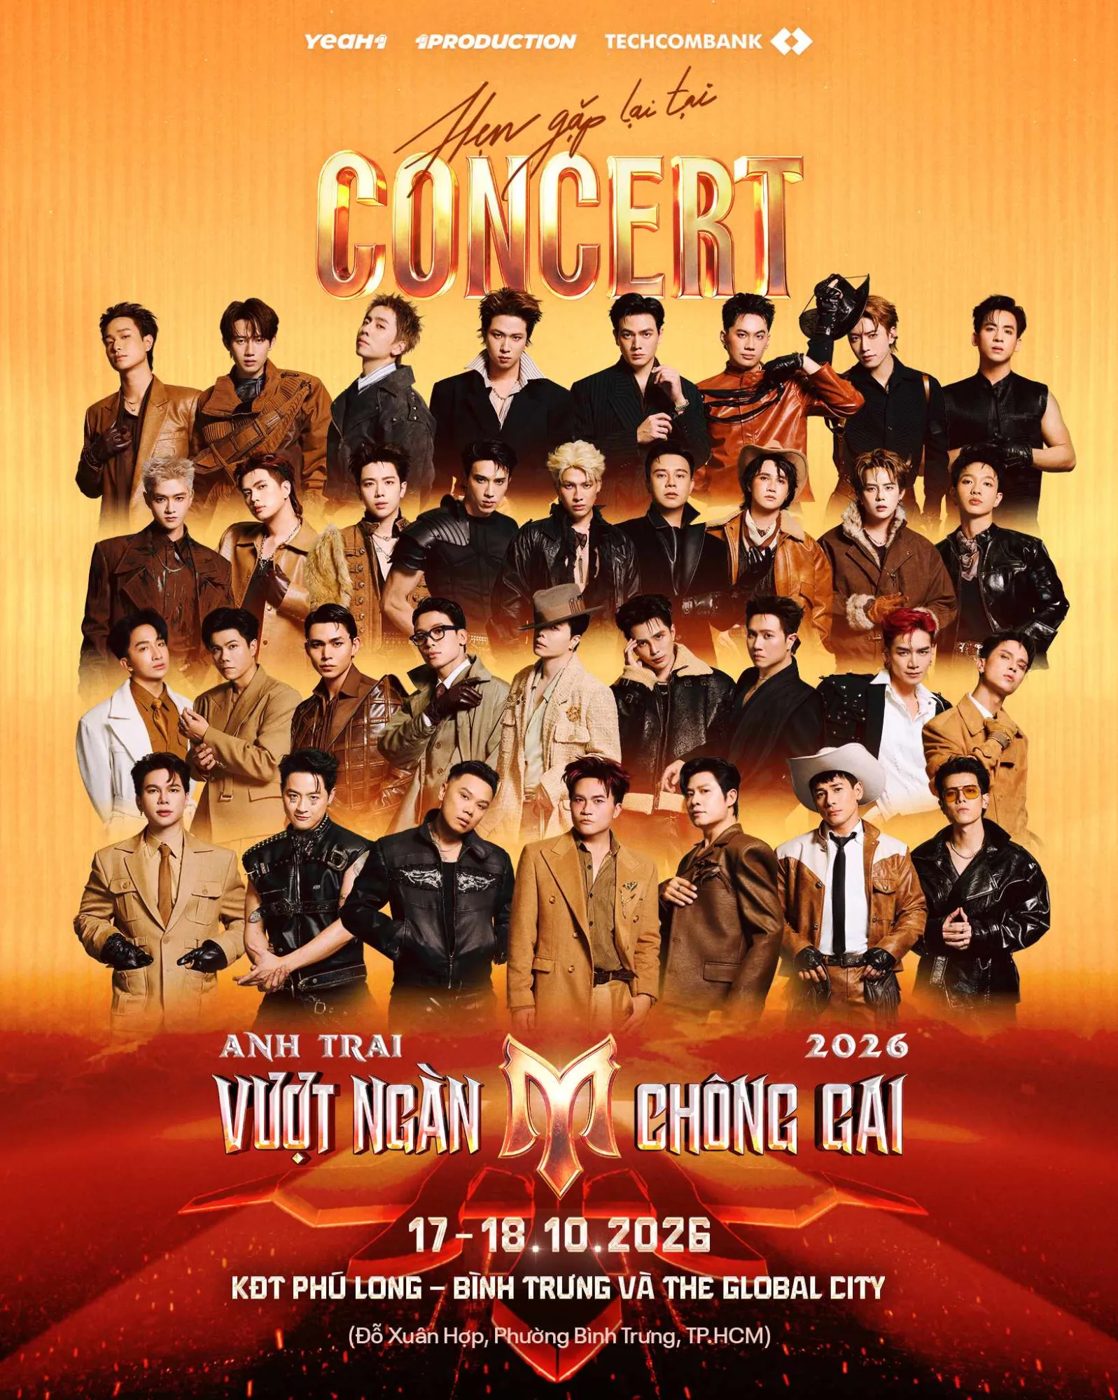 YEAH1 1PRODUCTION TECHCOMBANK
Hẹn gặp lại tại
CONCERT
ANH TRAI 2026
VƯỢT NGÀN CHÔNG GAI
17-18.10.2026
KĐT PHÚ LONG – BÌNH TRƯNG VÀ THE GLOBAL CITY
(Đỗ Xuân Hợp, Phường Bình Trưng, TP.HCM)